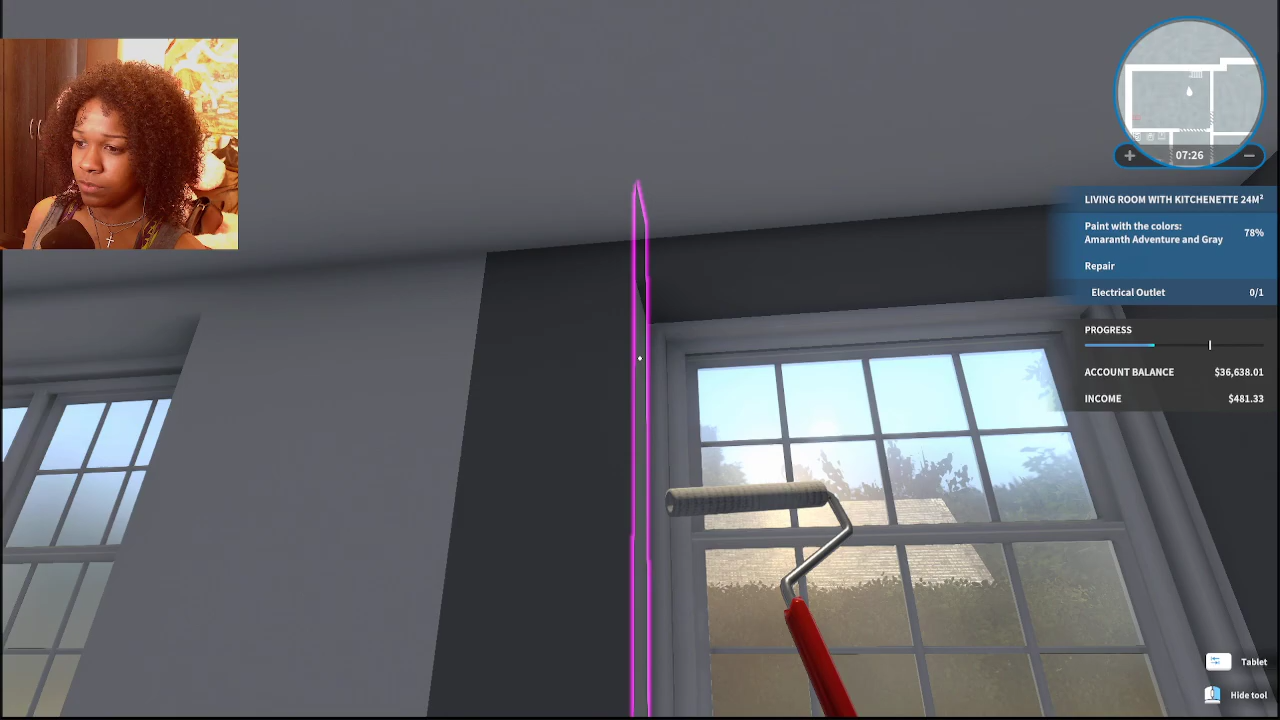 07:26
LIVING ROOM WITH KITCHENETTE 24M²
Paint with the colors:
Amaranth Adventure and Gray
78%
Repair
Electrical Outlet 0/1
PROGRESS
ACCOUNT BALANCE $36,638.01
INCOME $481.33
Tablet
Hide tool